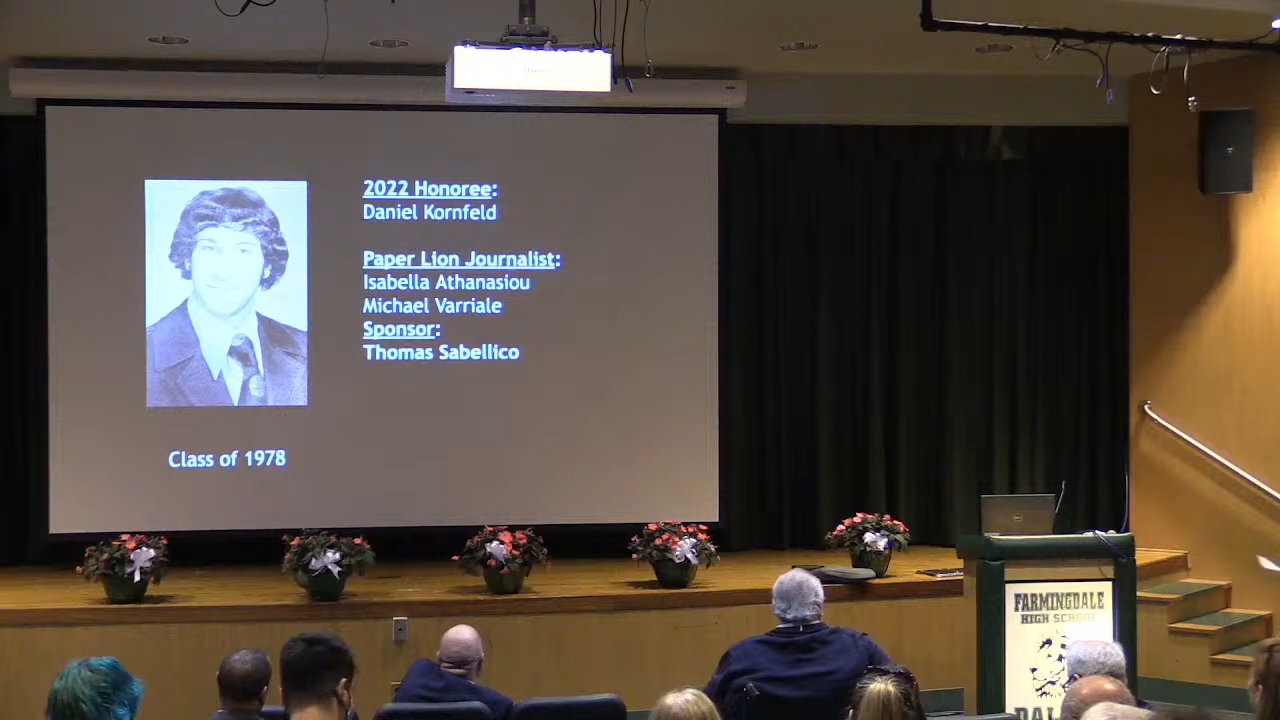 2022 Honoree:
Daniel Kornfeld
Paper Lion Journalist:
Isabella Athanasiou
Michael Varriale
Sponsor:
Thomas Sabellico
Class of 1978
FARMINGDALE
HIGH SCHOOL